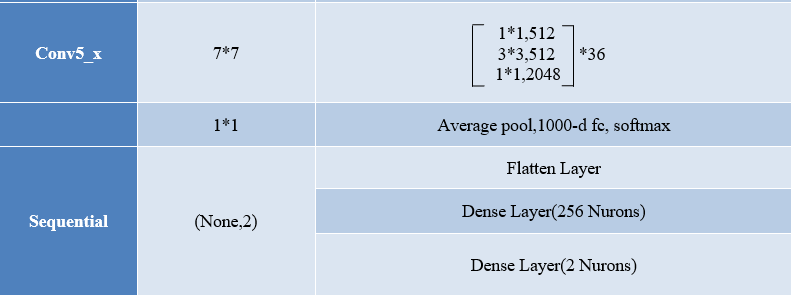 Conv5_x
7*7
1*1,512
3*3,512
1*1,2048
*36
1*1
Average pool,1000-d fc, softmax
Sequential
(None,2)
Flatten Layer
Dense Layer(256 Nurons)
Dense Layer(2 Nurons)